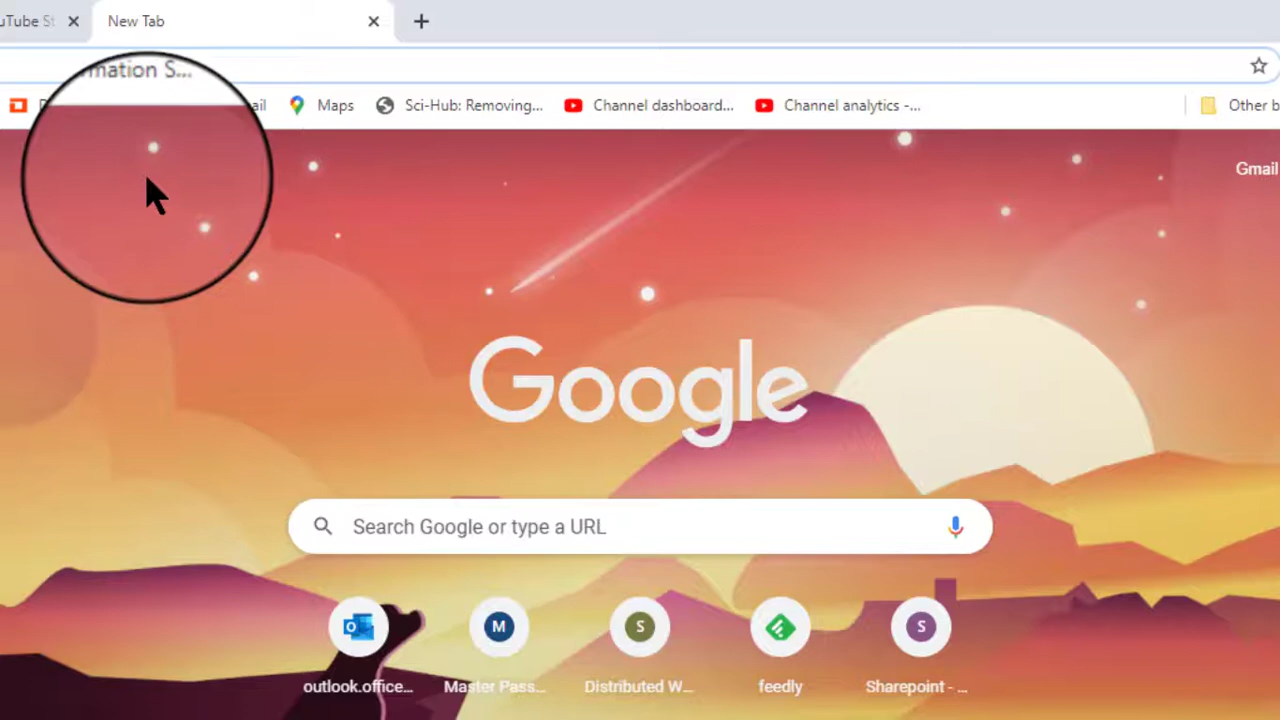 uTube St
New Tab
mation S...
ail
Maps
Sci-Hub: Removing...
Channel dashboard...
Channel analytics -...
Other b
Gmail
Google
Search Google or type a URL
outlook.office...
M
Master Pass...
S
Distributed W...
feedly
S
Sharepoint - ...